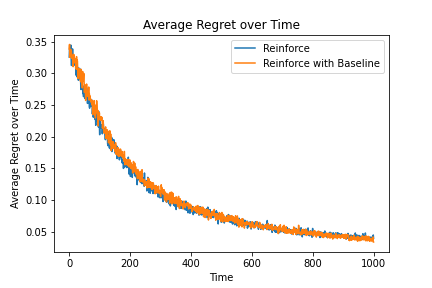 Average Regret over Time
Reinforce
Reinforce with Baseline
Average Regret over Time
0.35
0.30
0.25
0.20
0.15
0.10
0.05
0 200 400 600 800 1000
Time